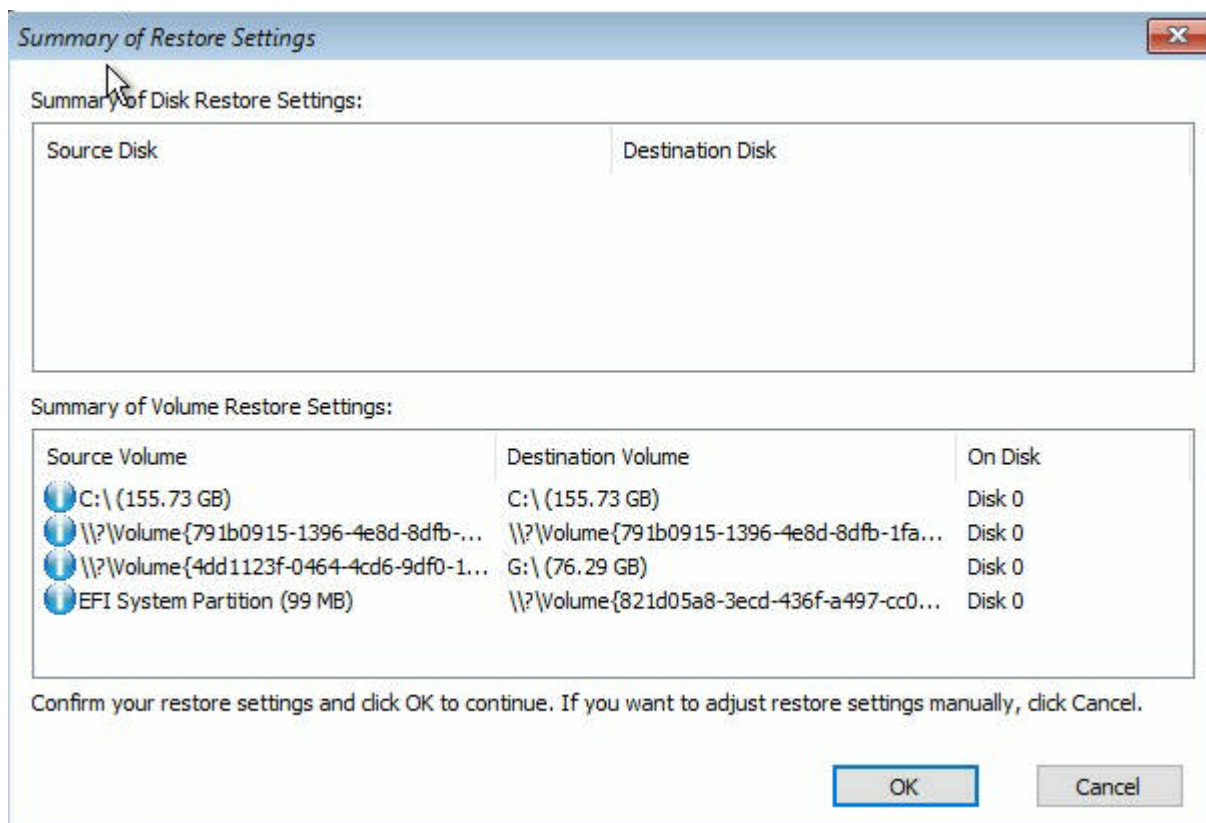 Summary of Restore Settings
Summary of Disk Restore Settings:
Source Disk Destination Disk
Summary of Volume Restore Settings:
Source Volume Destination Volume On Disk
C:\ (155.73 GB) C:\ (155.73 GB) Disk 0
\\?\Volume{791b0915-1396-4e8d-8dfb-... \\?\Volume{791b0915-1396-4e8d-8dfb-1fa... Disk 0
\\?\Volume{4dd1123f-0464-4cd6-9df0-1... G:\ (76.29 GB) Disk 0
EFI System Partition (99 MB) \\?\Volume{821d05a8-3ecd-436f-a497-cc0... Disk 0
Confirm your restore settings and click OK to continue. If you want to adjust restore settings manually, click Cancel.
OK Cancel